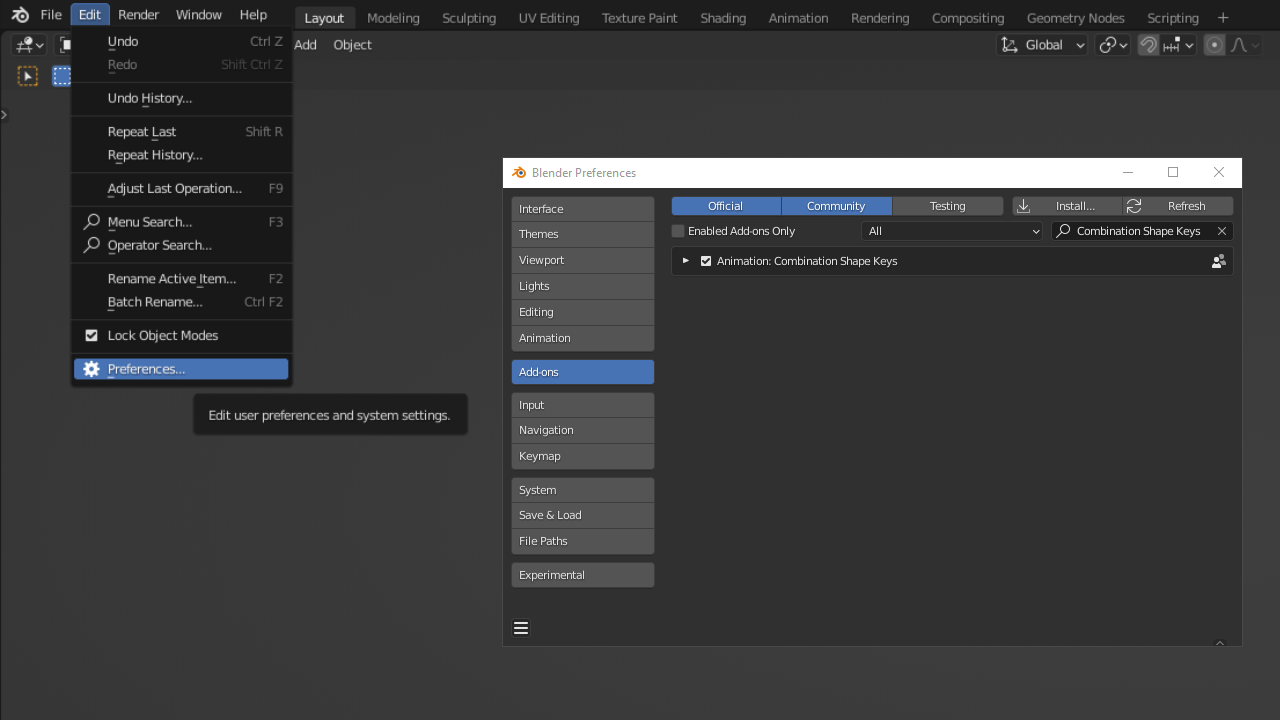 File Edit Render Window Help Layout Modeling Sculpting UV Editing Texture Paint Shading Animation Rendering Compositing Geometry Nodes Scripting +
Add Object Global
Undo Ctrl Z
Redo Shift Ctrl Z
Undo History...
Repeat Last Shift R
Repeat History...
Adjust Last Operation... F9
Menu Search... F3
Operator Search...
Rename Active Item... F2
Batch Rename... Ctrl F2
Lock Object Modes
Preferences...
Edit user preferences and system settings.
Blender Preferences
Interface
Themes
Viewport
Lights
Editing
Animation
Add-ons
Input
Navigation
Keymap
System
Save & Load
File Paths
Experimental
Official Community Testing Install... Refresh
Enabled Add-ons Only All Combination Shape Keys
Animation: Combination Shape Keys